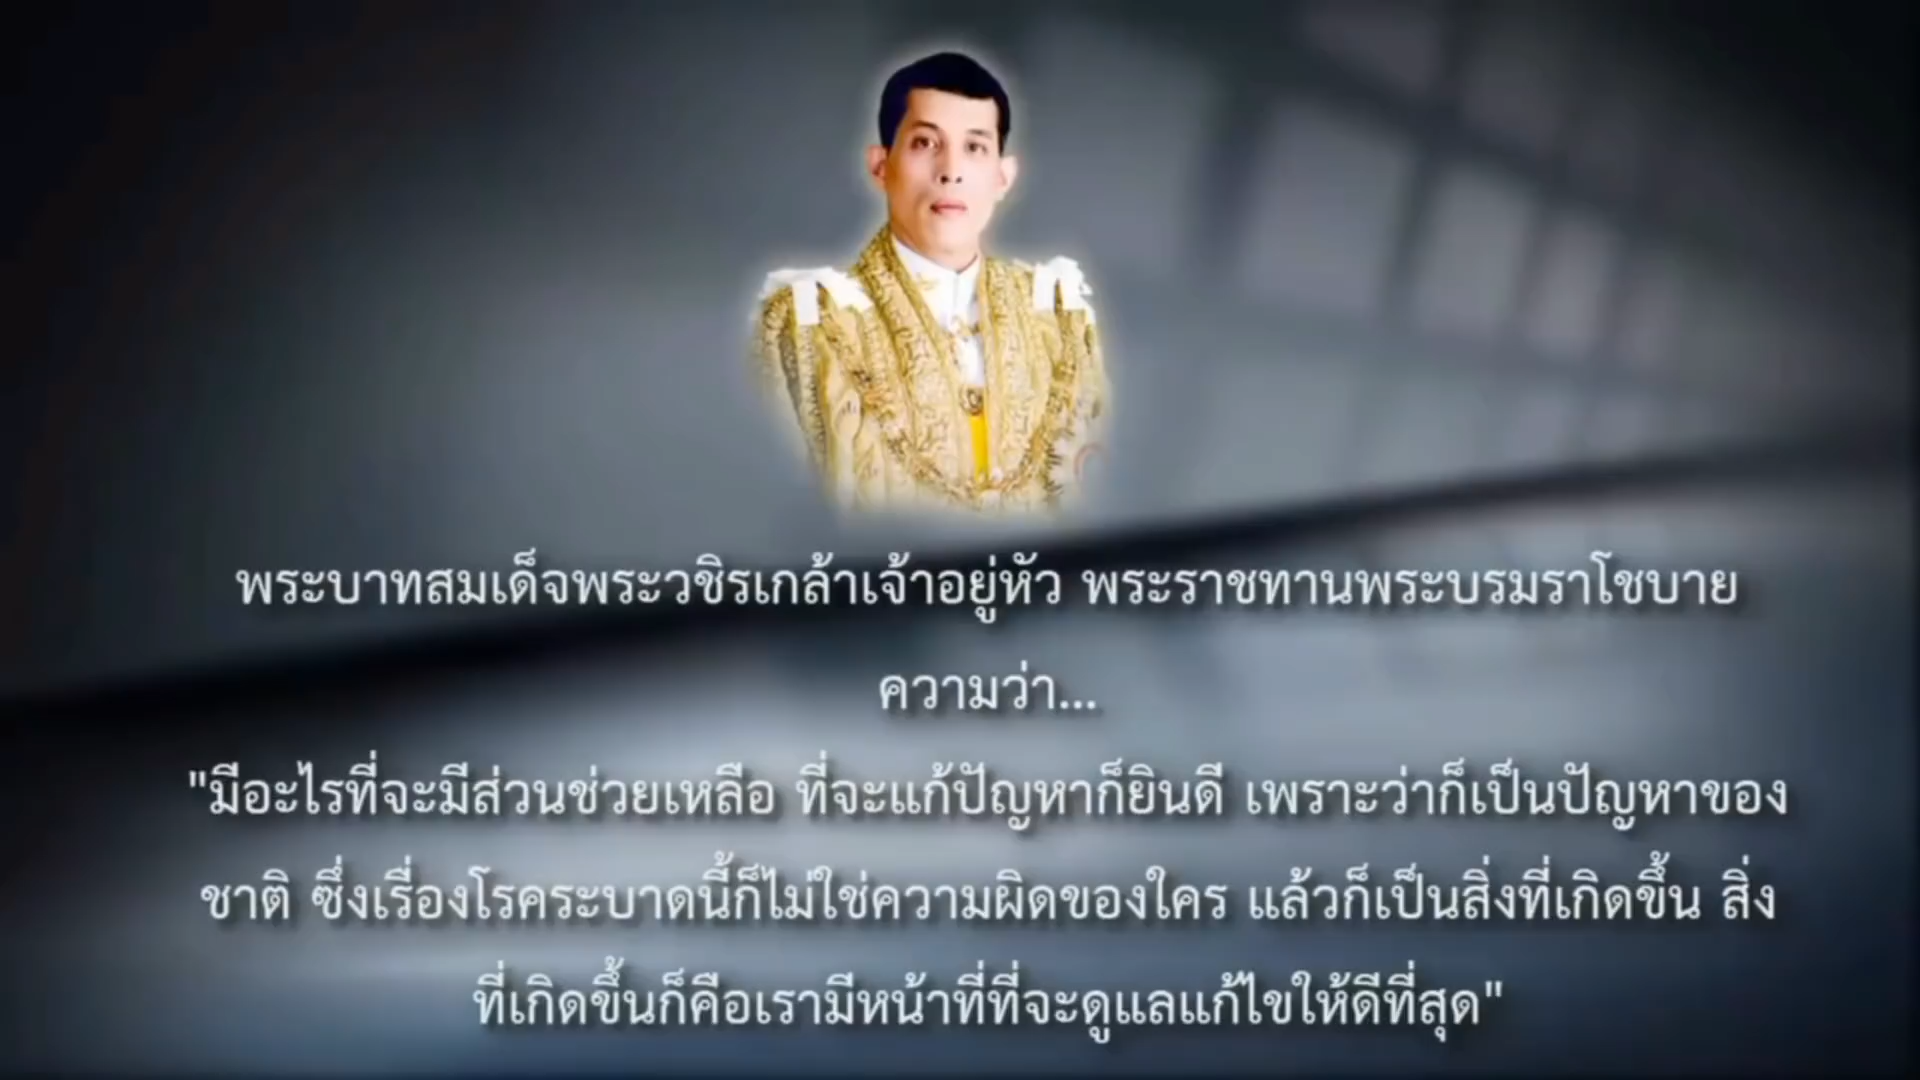 พระบาทสมเด็จพระวชิรเกล้าเจ้าอยู่หัว พระราชทานพระบรมราโชบาย
ความว่า...
"มีอะไรที่จะมีส่วนช่วยเหลือ ที่จะแก้ปัญหาก็ยินดี เพราะว่าก็เป็นปัญหาของ
ชาติ ซึ่งเรื่องโรคระบาดนี้ก็ไม่ใช่ความผิดของใคร แล้วก็เป็นสิ่งที่เกิดขึ้น สิ่ง
ที่เกิดขึ้นก็คือเรามีหน้าที่ที่จะดูแลแก้ไขให้ดีที่สุด"